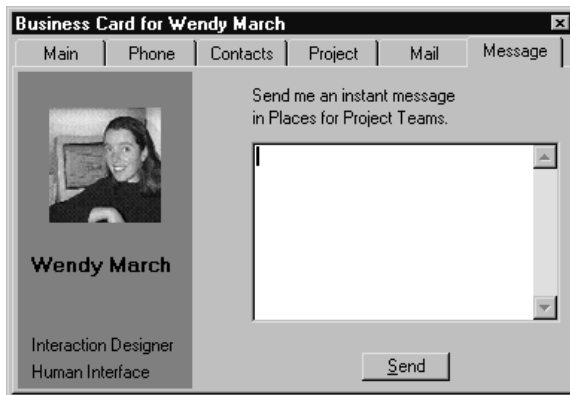 Business Card for Wendy March
Main Phone Contacts Project Mail Message
Send me an instant message
in Places for Project Teams.
Wendy March
Interaction Designer
Human Interface
Send